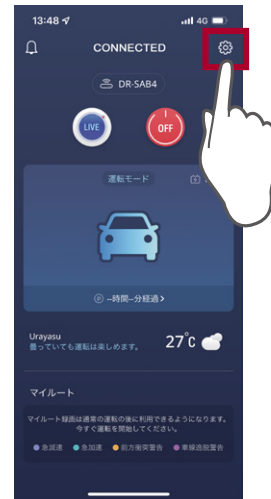 13:48 4G
CONNECTED
DR-SAB4
LIVE OFF
運転モード
--時間--分経過 >
Urayasu
曇っていても運転は楽しめます。
27°c
マイルート
マイルート録画は通常の運転の後に利用できるようになります。
今すぐ運転を開始してください。
急減速 急加速 前方衝突警告 車線逸脱警告